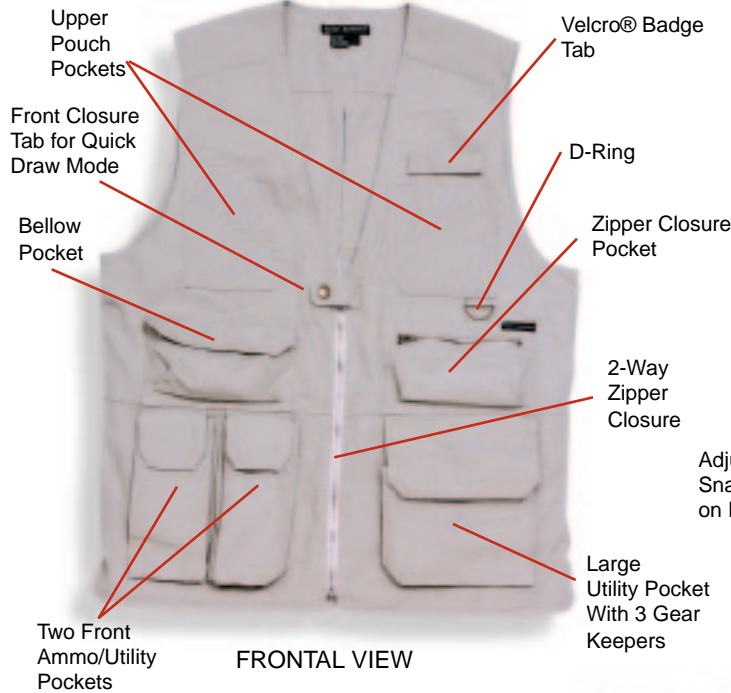 Upper
Pouch
Pockets
Velcro® Badge
Tab
Front Closure
Tab for Quick
Draw Mode
D-Ring
Bellow
Pocket
Zipper Closure
Pocket
2-Way
Zipper
Closure
Large
Utility Pocket
With 3 Gear
Keepers
Two Front
Ammo/Utility
Pockets
FRONTAL VIEW